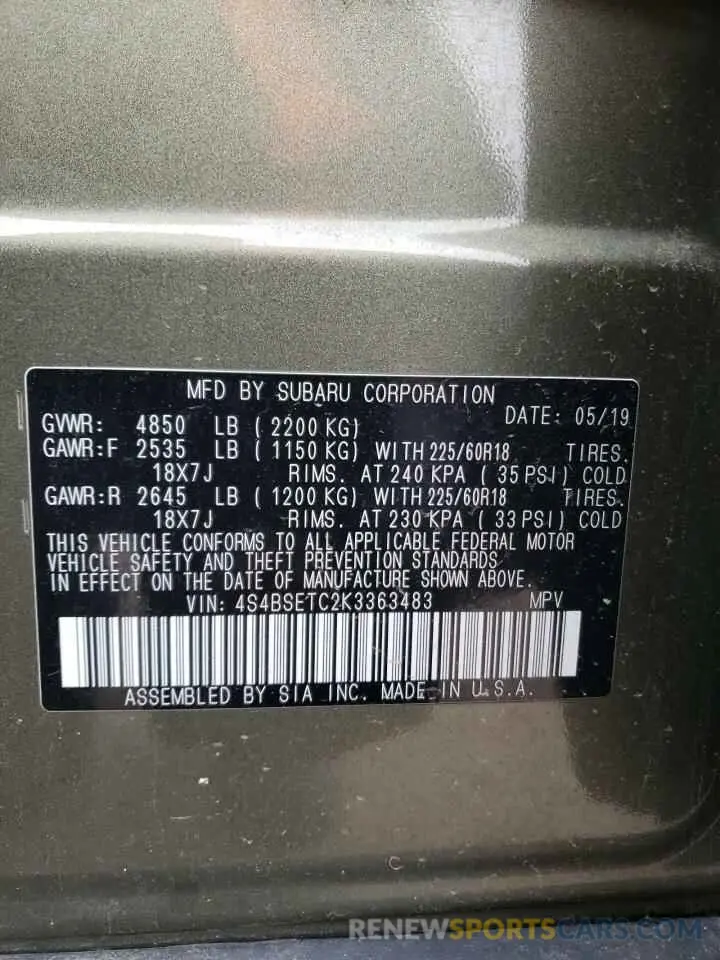 MFD BY SUBARU CORPORATION
GVWR: 4850 LB (2200 KG) DATE: 05/19
GAWR:F 2535 LB (1150 KG) WITH 225/60R18 TIRES.
18X7J RIMS. AT 240 KPA (35 PSI) COLD
GAWR:R 2645 LB (1200 KG) WITH 225/60R18 TIRES.
18X7J RIMS. AT 230 KPA (33 PSI) COLD
THIS VEHICLE CONFORMS TO ALL APPLICABLE FEDERAL MOTOR
VEHICLE SAFETY AND THEFT PREVENTION STANDARDS
IN EFFECT ON THE DATE OF MANUFACTURE SHOWN ABOVE.
VIN: 4S4BSETC2K3363483 MPV
ASSEMBLED BY SIA INC. MADE IN U.S.A.
RENEWSPORTSCARS.COM